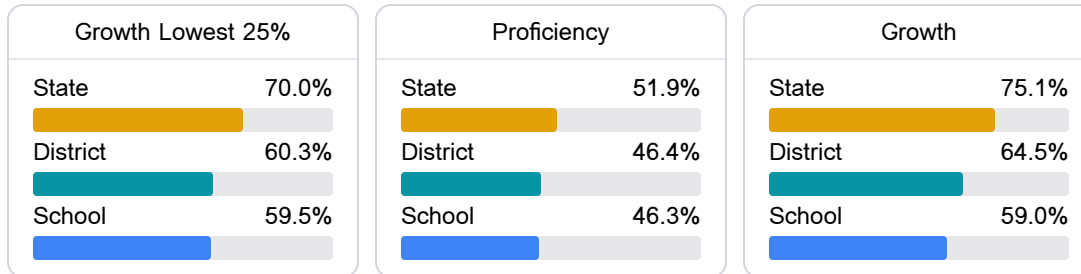 Growth Lowest 25%
State 70.0%
District 60.3%
School 59.5%
Proficiency
State 51.9%
District 46.4%
School 46.3%
Growth
State 75.1%
District 64.5%
School 59.0%